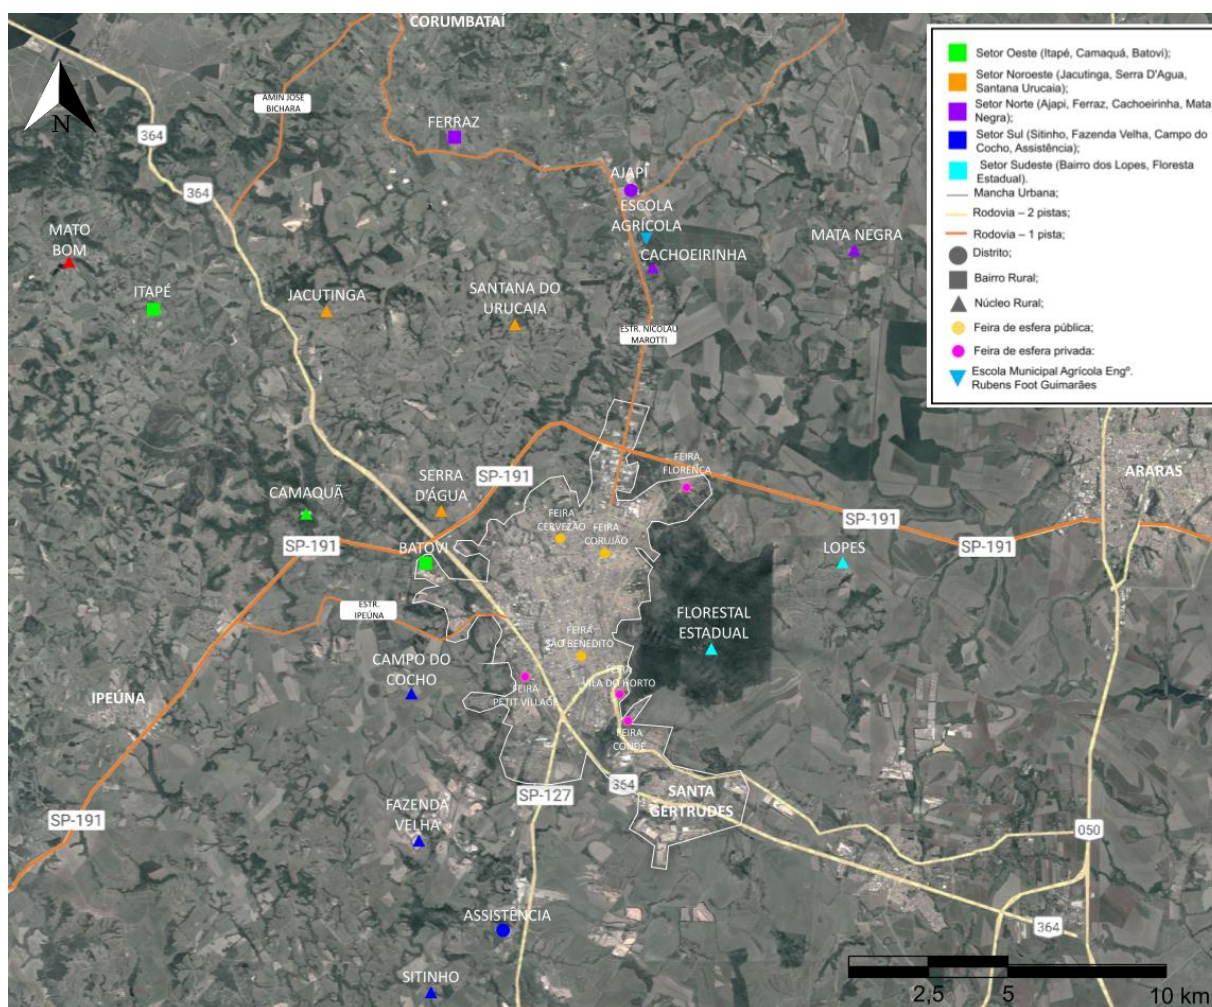 CORUMBATAÍ
AMIN JOSÉ
BICHARA
N
364
FERRAZ
364
AJAPÍ
ESCOLA
AGRÍCOLA
MATO
BOM
CACHOEIRINHA
MATA NEGRA
ITAPÉ
JACUTINGA
SANTANA DO
URUCAIA
ESTR. NICOLAU
MAROTTI
Setor Oeste (Itapé, Camaquá, Batovi);
Setor Noroeste (Jacutinga, Serra D'Agua,
Santana Urucaia);
Setor Norte (Ajapi, Ferraz, Cachoeirinha, Mata
Negra);
Setor Sul (Sitinho, Fazenda Velha, Campo do
Cocho, Assistência);
Setor Sudeste (Bairro dos Lopes, Floresta
Estadual).
Mancha Urbana;
Rodovia – 2 pistas;
Rodovia – 1 pista;
Distrito;
Bairro Rural;
Núcleo Rural;
Feira de esfera pública;
Feira de esfera privada:
Escola Municipal Agrícola Engº.
Rubens Foot Guimarães
FEIRA
FLORENÇA
ARARAS
SERRA
D'ÁGUA
SP-191
CAMAQUÃ
FEIRA
CERVEZÃO
FEIRA
CORUJÃO
SP-191
SP-191
SP-191
BATOVI
LOPES
ESTR.
IPEÚNA
FLORESTAL
ESTADUAL
FEIRA
SÃO BENEDITO
CAMPO DO
COCHO
FEIRA
VILA DO HORTO
FEIRA
PETIT VILLAGE
IPEÚNA
FEIRA
CONDE
364
SANTA
GERTRUDES
SP-127
SP-191
FAZENDA
VELHA
050
ASSISTÊNCIA
364
SITINHO
2,5 5 10 km